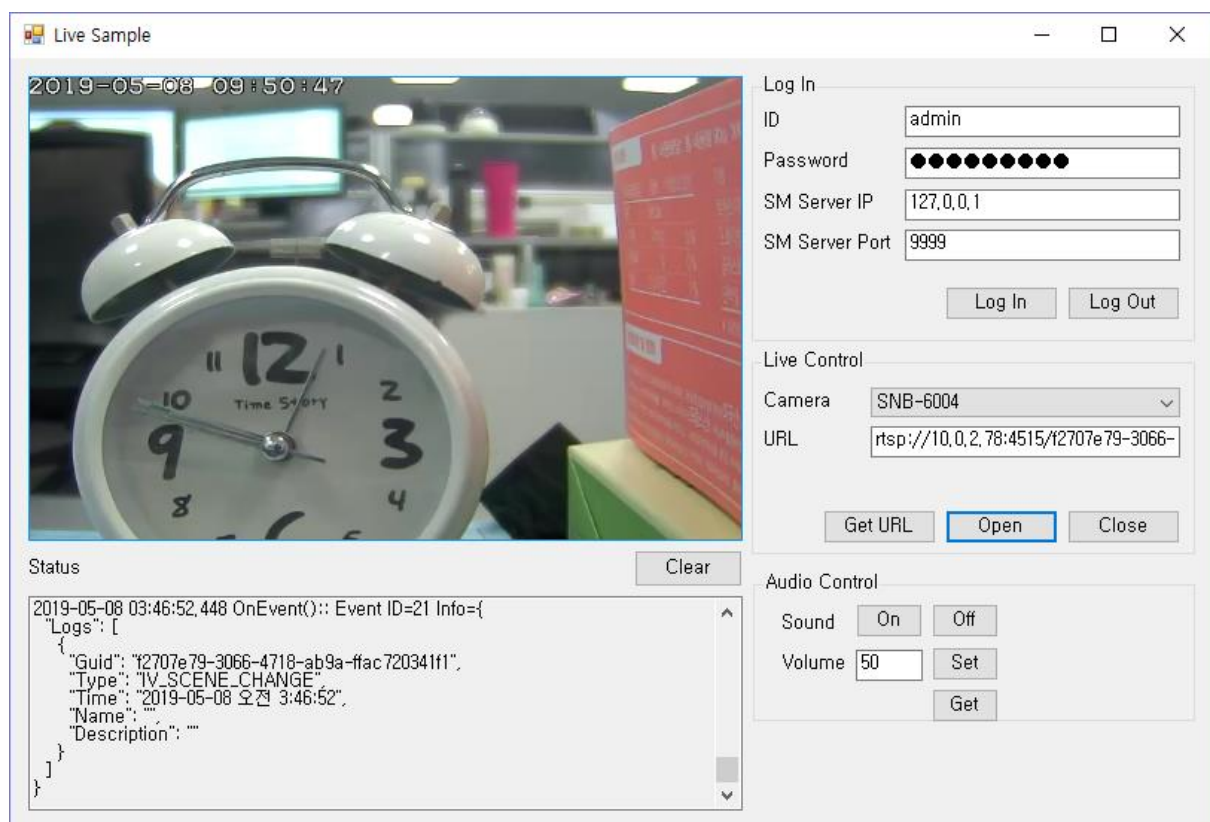 Live Sample
2019-05-08 09:50:47
12
11
1
10
2
Time Story
9
3
8
4
Status
Clear
2019-05-08 03:46:52,448 OnEvent():: Event ID=21 Info={
"Logs": [
{
"Guid": "f2707e79-3066-4718-ab9a-ffac720341f1",
"Type": "IV_SCENE_CHANGE",
"Time": "2019-05-08 오전 3:46:52",
"Name": "",
"Description": ""
}
]
}
Log In
ID admin
Password ●●●●●●●●●
SM Server IP 127,0,0,1
SM Server Port 9999
Log In Log Out
Live Control
Camera SNB-6004
URL rtsp://10,0,2,78:4515/f2707e79-3066-
Get URL Open Close
Audio Control
Sound On Off
Volume 50 Set
Get